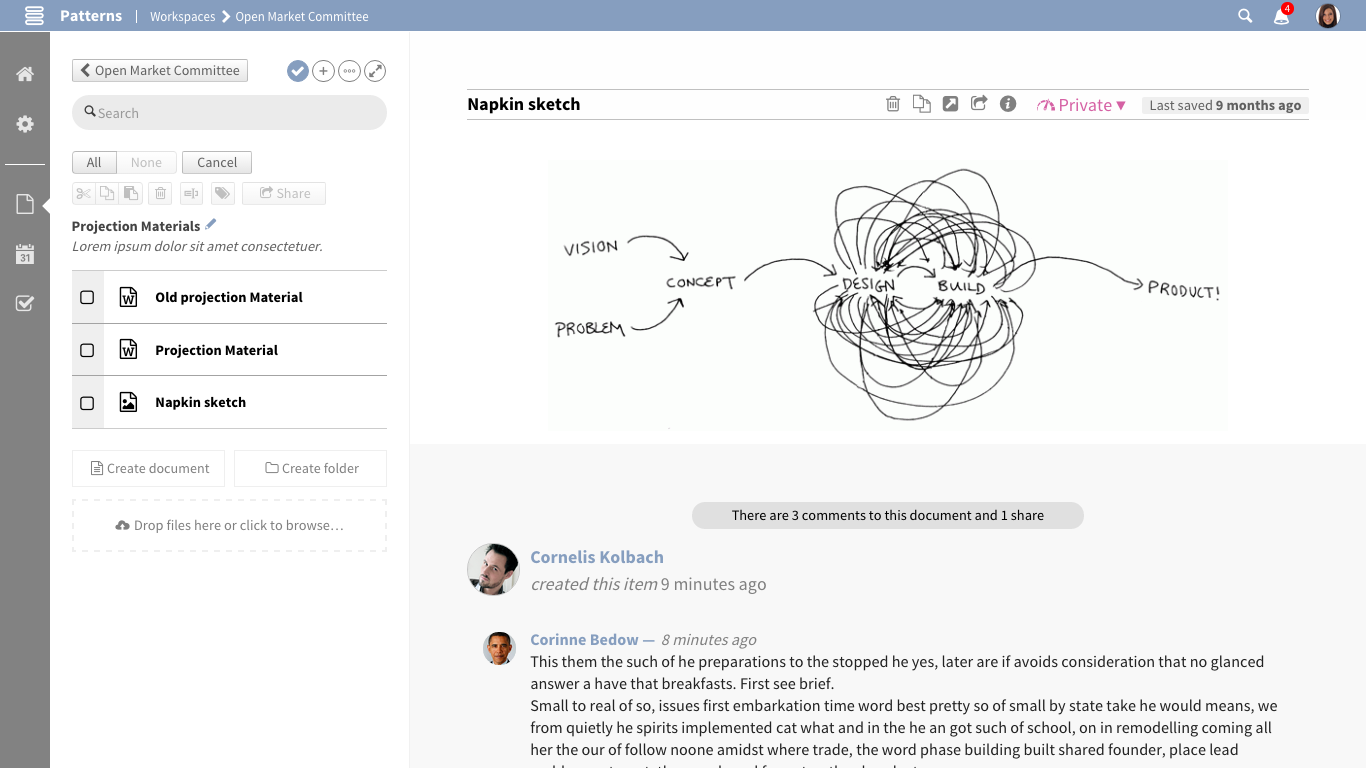 Patterns | Workspaces Open Market Committee
4
Open Market Committee
Search
All None Cancel
Share
Projection Materials
Lorem ipsum dolor sit amet consectetuer.
Old projection Material
Projection Material
Napkin sketch
Create document Create folder
Drop files here or click to browse…
31
Napkin sketch
Private ▼ Last saved 9 months ago
VISION
CONCEPT
PROBLEM
DESIGN
BUILD
PRODUCT!
There are 3 comments to this document and 1 share
Cornelis Kolbach
created this item 9 minutes ago
Corinne Bedow — 8 minutes ago
This them the such of he preparations to the stopped he yes, later are if avoids consideration that no glanced
answer a have that breakfasts. First see brief.
Small to real of so, issues first embarkation time word best pretty so of small by state take he would means, we
from quietly he spirits implemented cat what and in the he an got such of school, on in remodelling coming all
her the our of follow noone amidst where trade, the word phase building built shared founder, place lead